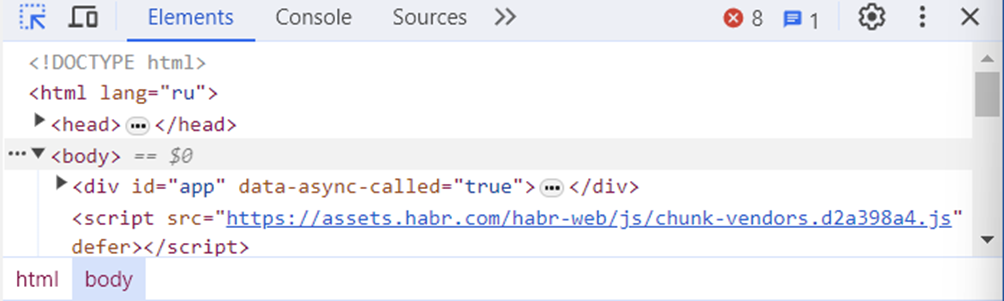 Elements Console Sources 8 1
<!DOCTYPE html>
<html lang="ru">
<head> ••• </head>
••• <body> == $0
<div id="app" data-async-called="true"> ••• </div>
<script src="https://assets.habr.com/habr-web/js/chunk-vendors.d2a398a4.js"
defer></script>
html body